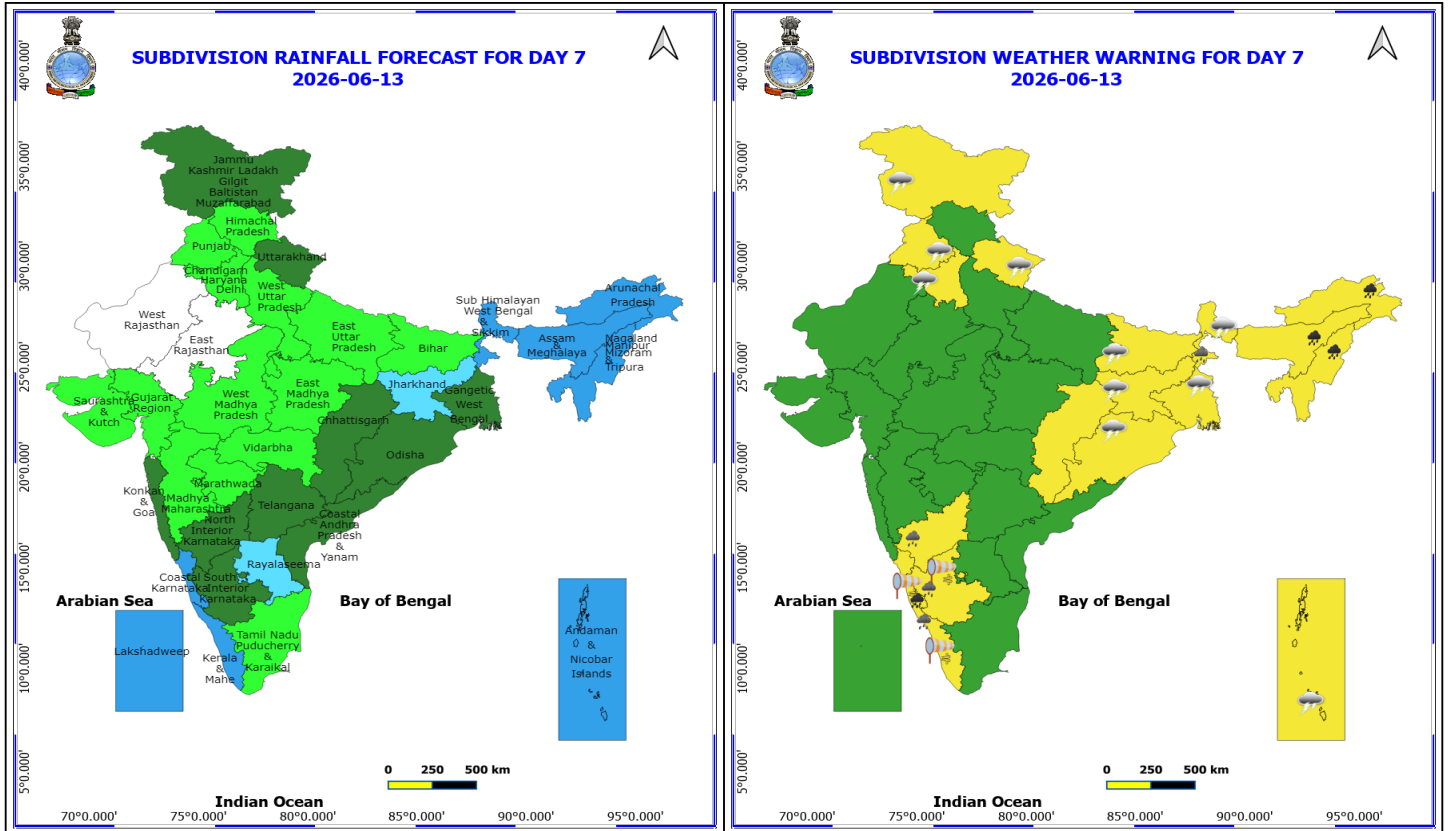 SUBDIVISION RAINFALL FORECAST FOR DAY 7
2026-06-13
40°0.000'
35°0.000'
30°0.000'
25°0.000'
20°0.000'
15°0.000'
10°0.000'
5°0.000'
Jammu
Kashmir Ladakh
Gilgit
Baltistan
Muzaffarabad
Himachal
Pradesh
Punjab
Uttarakhand
Chandigarh
Haryana
Delhi
West
Uttar
Pradesh
West
Rajasthan
East
Rajasthan
East
Uttar
Pradesh
Bihar
Sub Himalayan
West Bengal
&
Sikkim
Arunachal
Pradesh
Assam
&
Meghalaya
Nagaland
Manipur
Mizoram
&
Tripura
Jharkhand
Gangetic
West
Bengal
Saurashtra
&
Kutch
Gujarat
Region
West
Madhya
Pradesh
East
Madhya
Pradesh
Chhattisgarh
Odisha
Vidarbha
Marathwada
Madhya
Maharashtra
Konkan
&
Goa
Telangana
North
Interior
Karnataka
Coastal
Andhra
Pradesh
&
Yanam
Rayalaseema
Coastal
Karnataka
South
Interior
Karnataka
Tamil Nadu
Puducherry
&
Karaikal
Kerala
&
Mahe
Lakshadweep
Andaman
&
Nicobar
Islands
Arabian Sea
Bay of Bengal
Indian Ocean
0 250 500 km
70°0.000' 75°0.000' 80°0.000' 85°0.000' 90°0.000' 95°0.000'
SUBDIVISION WEATHER WARNING FOR DAY 7
2026-06-13
40°0.000'
35°0.000'
30°0.000'
25°0.000'
20°0.000'
15°0.000'
10°0.000'
5°0.000'
Arabian Sea
Bay of Bengal
Indian Ocean
0 250 500 km
70°0.000' 75°0.000' 80°0.000' 85°0.000' 90°0.000' 95°0.000'